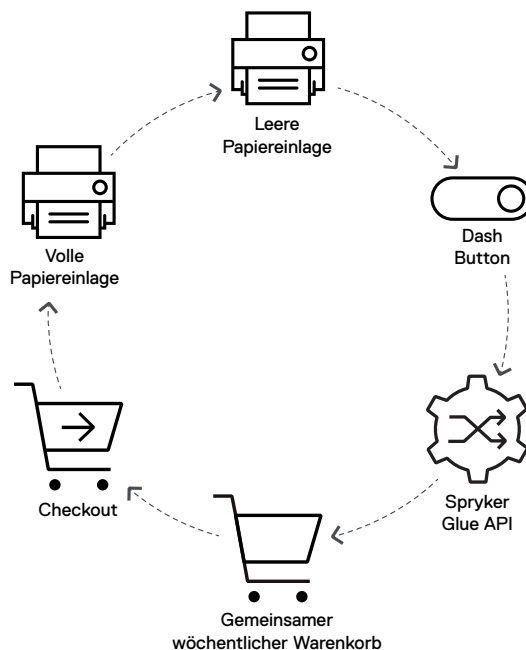 Leere
Papiereinlage
Dash
Button
Spryker
Glue API
Gemeinsamer
wöchentlicher Warenkorb
Checkout
Volle
Papiereinlage